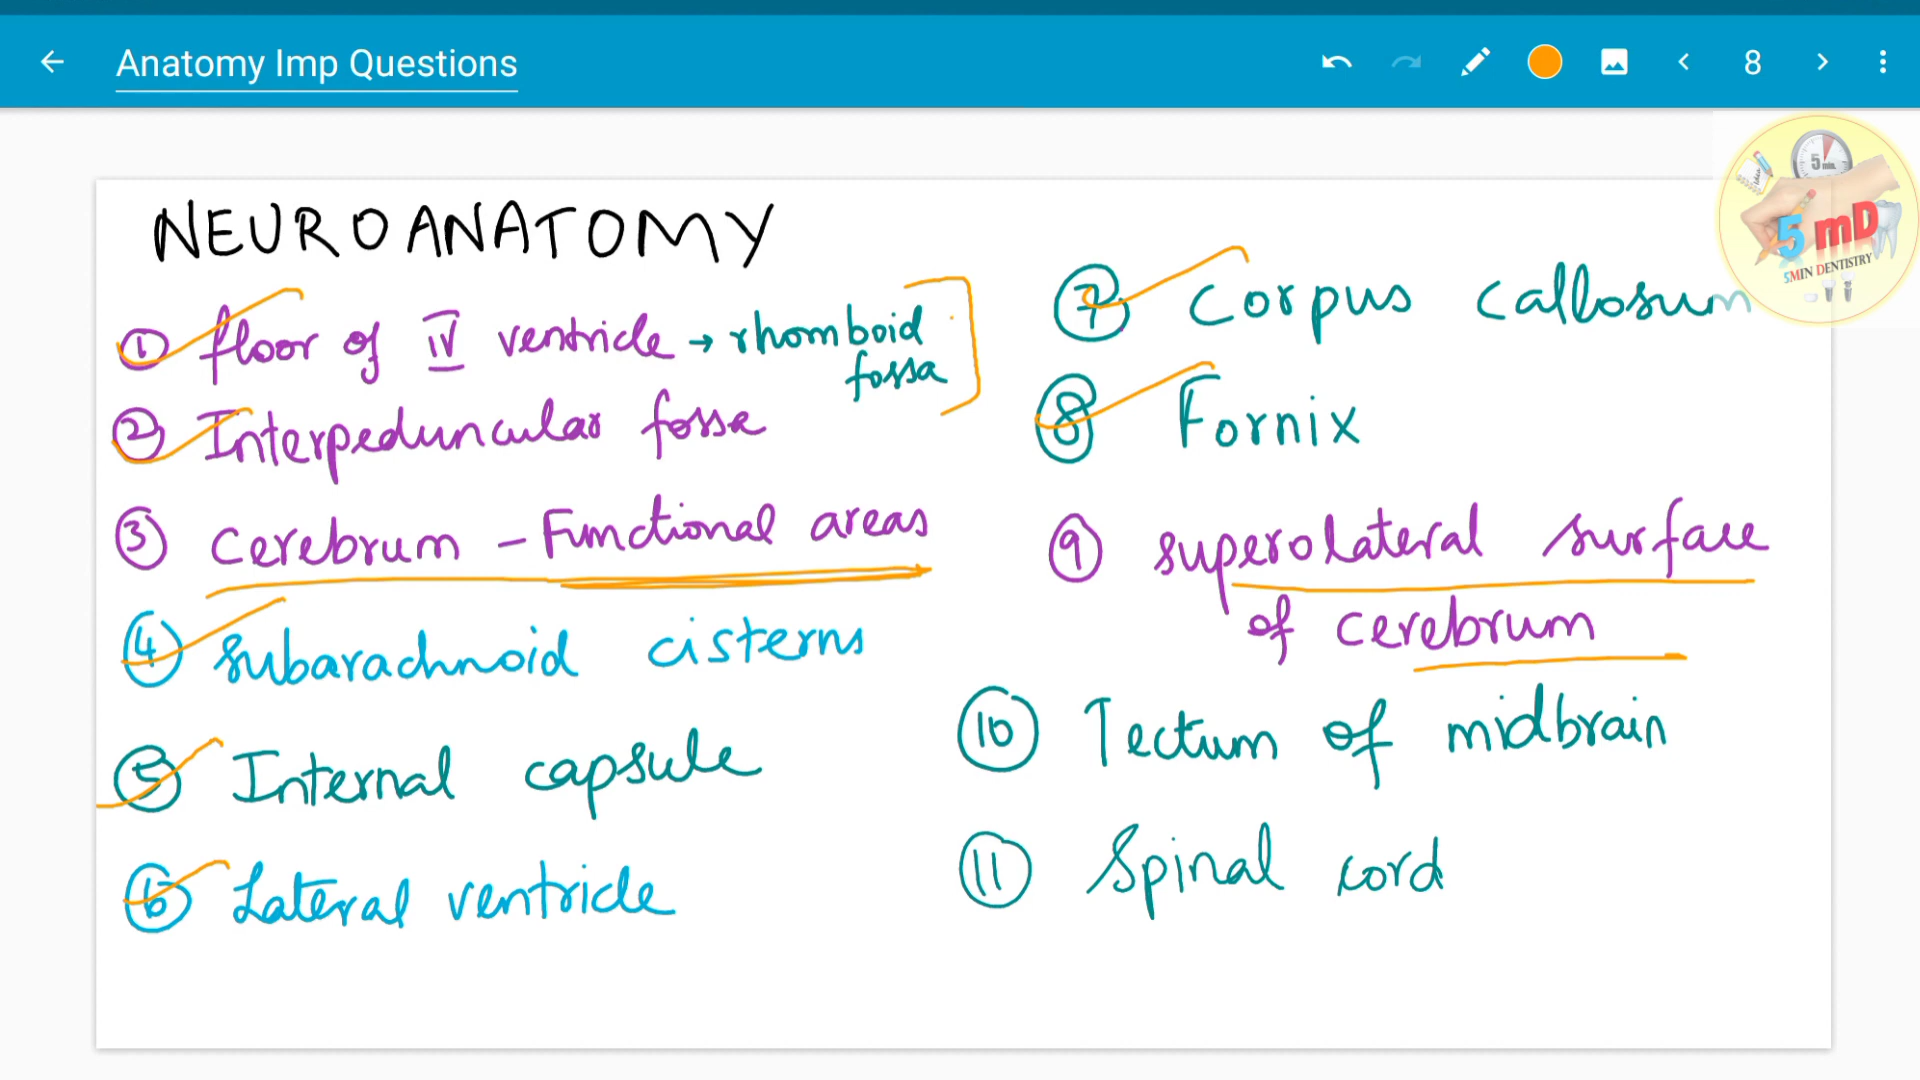 Anatomy Imp Questions
8
5 min.
5 mD
5MIN DENTISTRY
NEUROANATOMY
① floor of IV ventricle → rhomboid
fossa
② Interpeduncular fossa
③ Cerebrum - Functional areas
④ Subarachnoid cisterns
⑤ Internal capsule
⑥ Lateral ventricle
⑦ Corpus callosum
⑧ Fornix
⑨ Superolateral surface
of cerebrum
⑩ Tectum of midbrain
⑪ Spinal cord